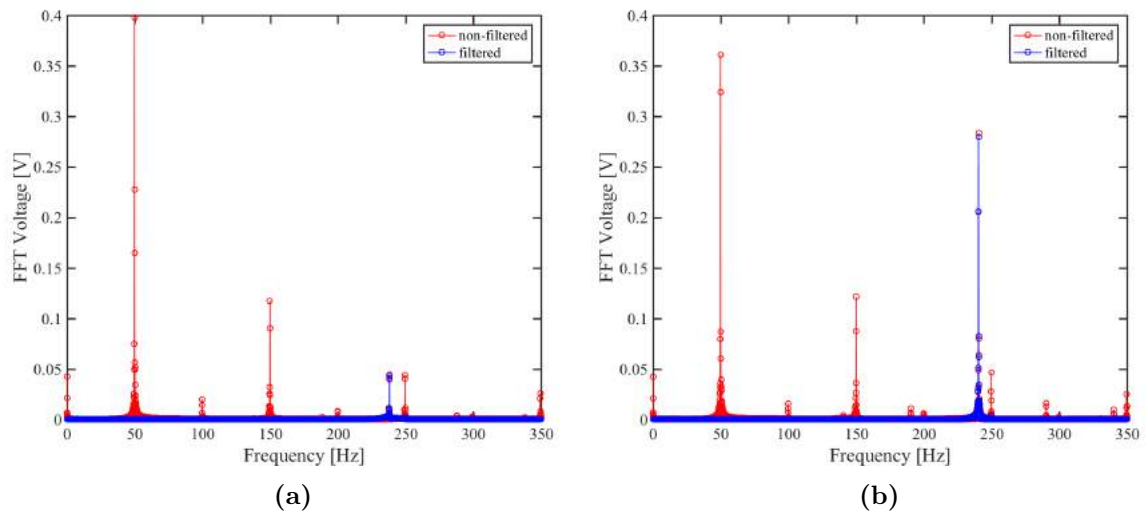 0.4
0.35
0.3
0.25
0.2
0.15
0.1
0.05
0
FFT Voltage [V]
non-filtered
filtered
0 50 100 150 200 250 300 350
Frequency [Hz]
(a)
0.4
0.35
0.3
0.25
0.2
0.15
0.1
0.05
0
FFT Voltage [V]
non-filtered
filtered
0 50 100 150 200 250 300 350
Frequency [Hz]
(b)